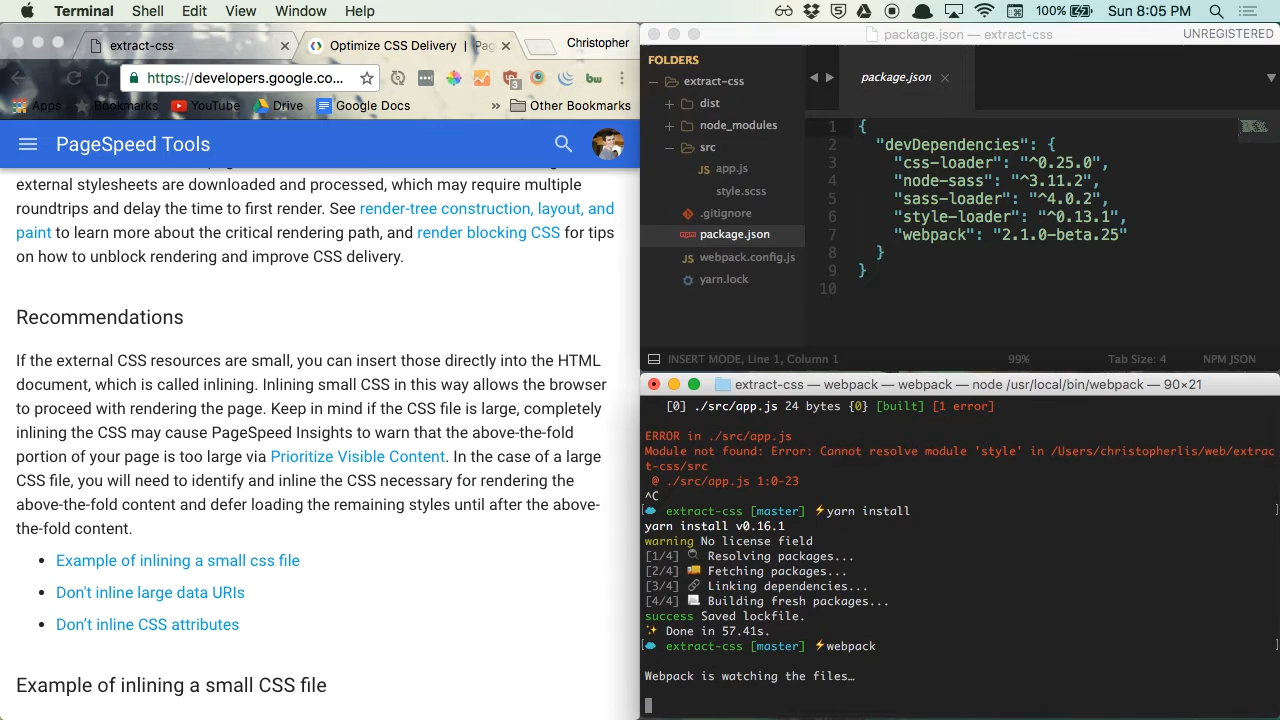 Terminal Shell Edit View Window Help 100% Sun 8:05 PM
extract-css
Optimize CSS Delivery | Pag
Christopher
https://developers.google.co...
3
bw
Apps Bookmarks YouTube Drive Google Docs » Other Bookmarks
PageSpeed Tools
external stylesheets are downloaded and processed, which may require multiple
roundtrips and delay the time to first render. See render-tree construction, layout, and
paint to learn more about the critical rendering path, and render blocking CSS for tips
on how to unblock rendering and improve CSS delivery.
Recommendations
If the external CSS resources are small, you can insert those directly into the HTML
document, which is called inlining. Inlining small CSS in this way allows the browser
to proceed with rendering the page. Keep in mind if the CSS file is large, completely
inlining the CSS may cause PageSpeed Insights to warn that the above-the-fold
portion of your page is too large via Prioritize Visible Content. In the case of a large
CSS file, you will need to identify and inline the CSS necessary for rendering the
above-the-fold content and defer loading the remaining styles until after the above-
the-fold content.
• Example of inlining a small css file
• Don't inline large data URIs
• Don't inline CSS attributes
Example of inlining a small CSS file
package.json — extract-css
UNREGISTERED
FOLDERS
extract-css
dist
node_modules
src
app.js
style.scss
.gitignore
package.json
webpack.config.js
yarn.lock
package.json
1 {
2 "devDependencies": {
3 "css-loader": "^0.25.0",
4 "node-sass": "^3.11.2",
5 "sass-loader": "^4.0.2",
6 "style-loader": "^0.13.1",
7 "webpack": "2.1.0-beta.25"
8 }
9 }
10
INSERT MODE, Line 1, Column 1 99% Tab Size: 4 NPM JSON
extract-css — webpack — webpack — node /usr/local/bin/webpack — 90×21
[0] ./src/app.js 24 bytes {0} [built] [1 error]
ERROR in ./src/app.js
Module not found: Error: Cannot resolve module 'style' in /Users/christopherlis/web/extrac
t-css/src
@ ./src/app.js 1:0-23
^C
extract-css [master] ⚡yarn install
yarn install v0.16.1
warning No license field
[1/4] 🔍 Resolving packages...
[2/4] 🚚 Fetching packages...
[3/4] 🔗 Linking dependencies...
[4/4] 📃 Building fresh packages...
success Saved lockfile.
✨ Done in 57.41s.
extract-css [master] ⚡webpack
Webpack is watching the files…